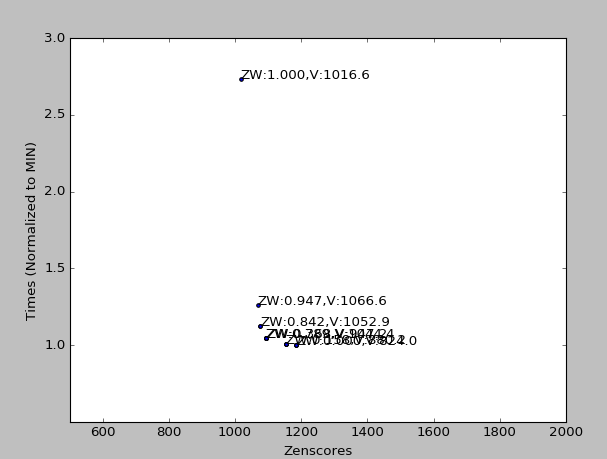 3.0
ZW:1.000,V:1016.6
2.5
2.0
1.5
ZW:0.947,V:1066.6
ZW:0.842,V:1052.9
1.0
600 800 1000 1200 1400 1600 1800 2000
Zenscores
Times (Normalized to MIN)